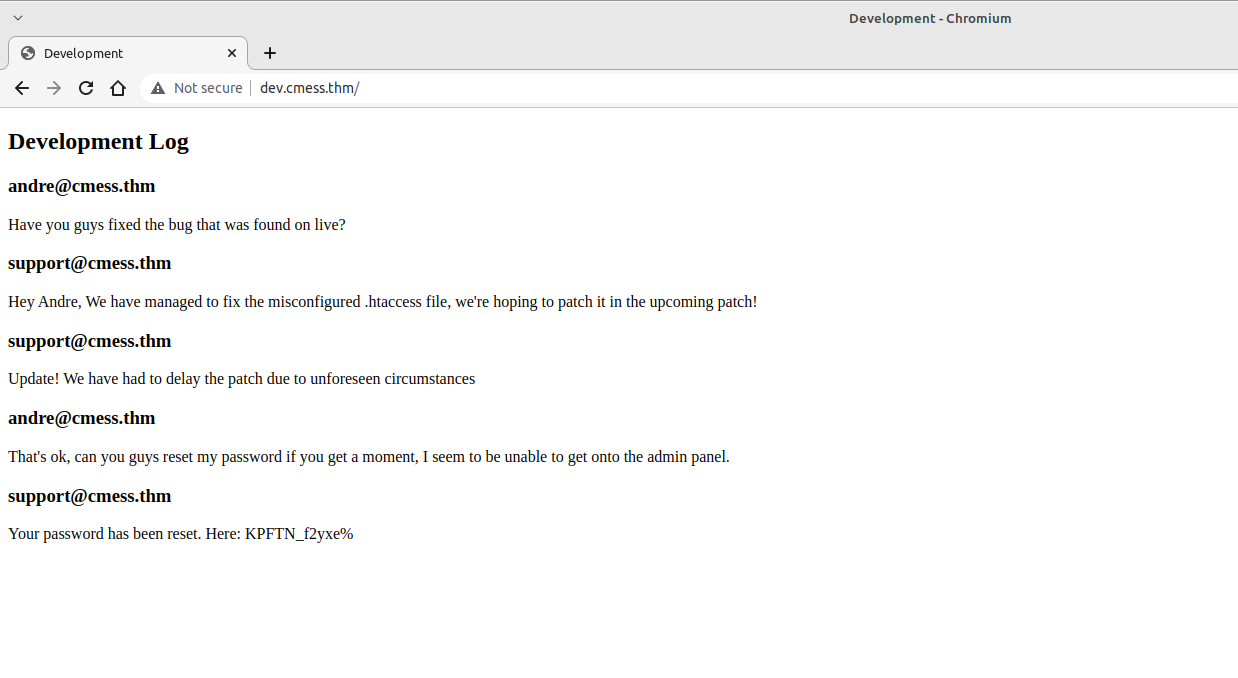 Development - Chromium
Development
Not secure dev.cmess.thm/
Development Log
andre@cmess.thm
Have you guys fixed the bug that was found on live?
support@cmess.thm
Hey Andre, We have managed to fix the misconfigured .htaccess file, we're hoping to patch it in the upcoming patch!
support@cmess.thm
Update! We have had to delay the patch due to unforeseen circumstances
andre@cmess.thm
That's ok, can you guys reset my password if you get a moment, I seem to be unable to get onto the admin panel.
support@cmess.thm
Your password has been reset. Here: KPFTN_f2yxe%